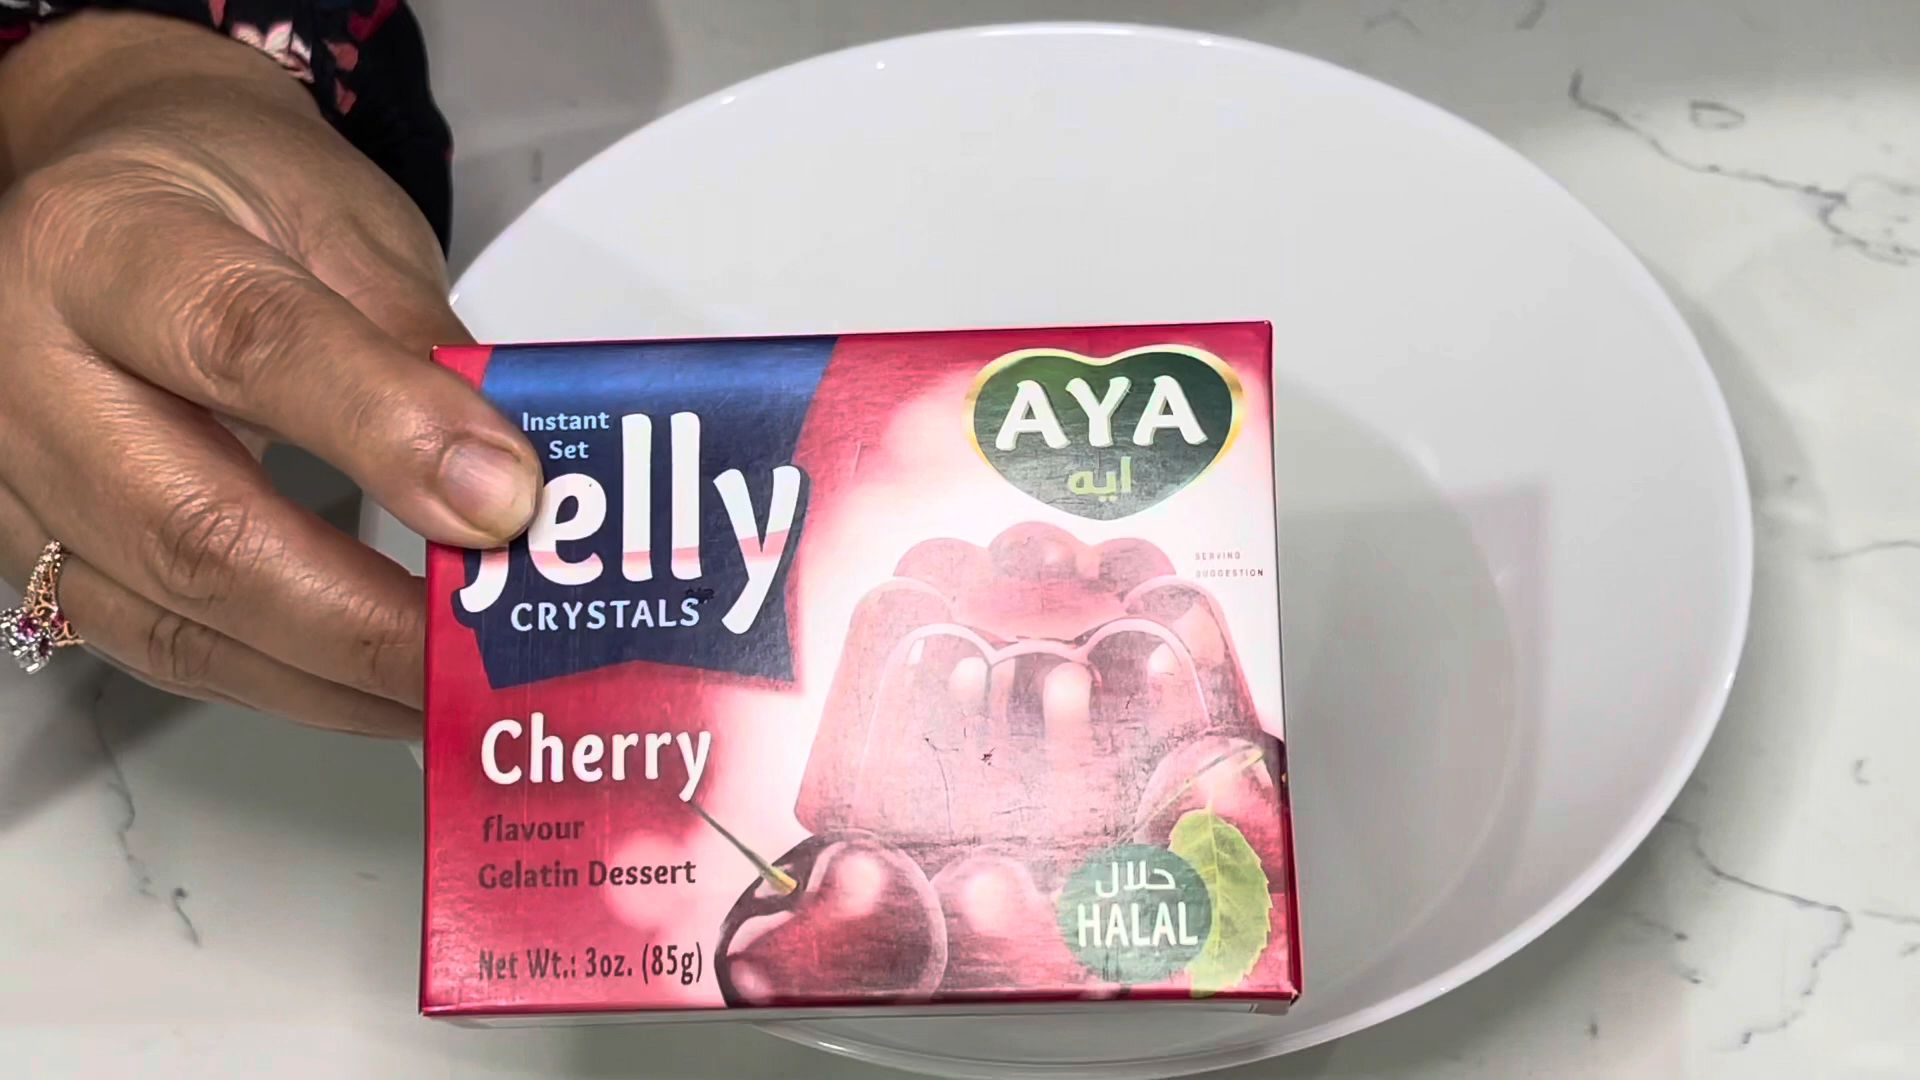 Instant
Set
Jelly
CRYSTALS
AYA
ايه
SERVING
SUGGESTION
Cherry
flavour
Gelatin Dessert
Net Wt.: 3oz. (85g)
حلال
HALAL